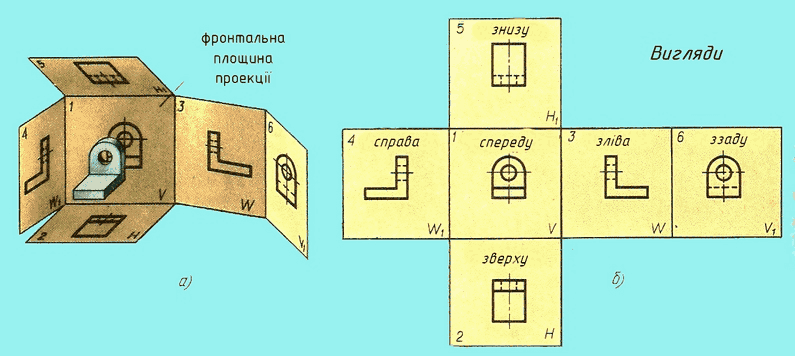 фронтальна
площина
проекції
5
H1
1
3
4
6
W1
V
W
2
H
V1
а)
Вигляди
5
знизу
H1
4
справа
W1
1
спереду
V
3
зліва
W
6
ззаду
V1
зверху
2
H
б)